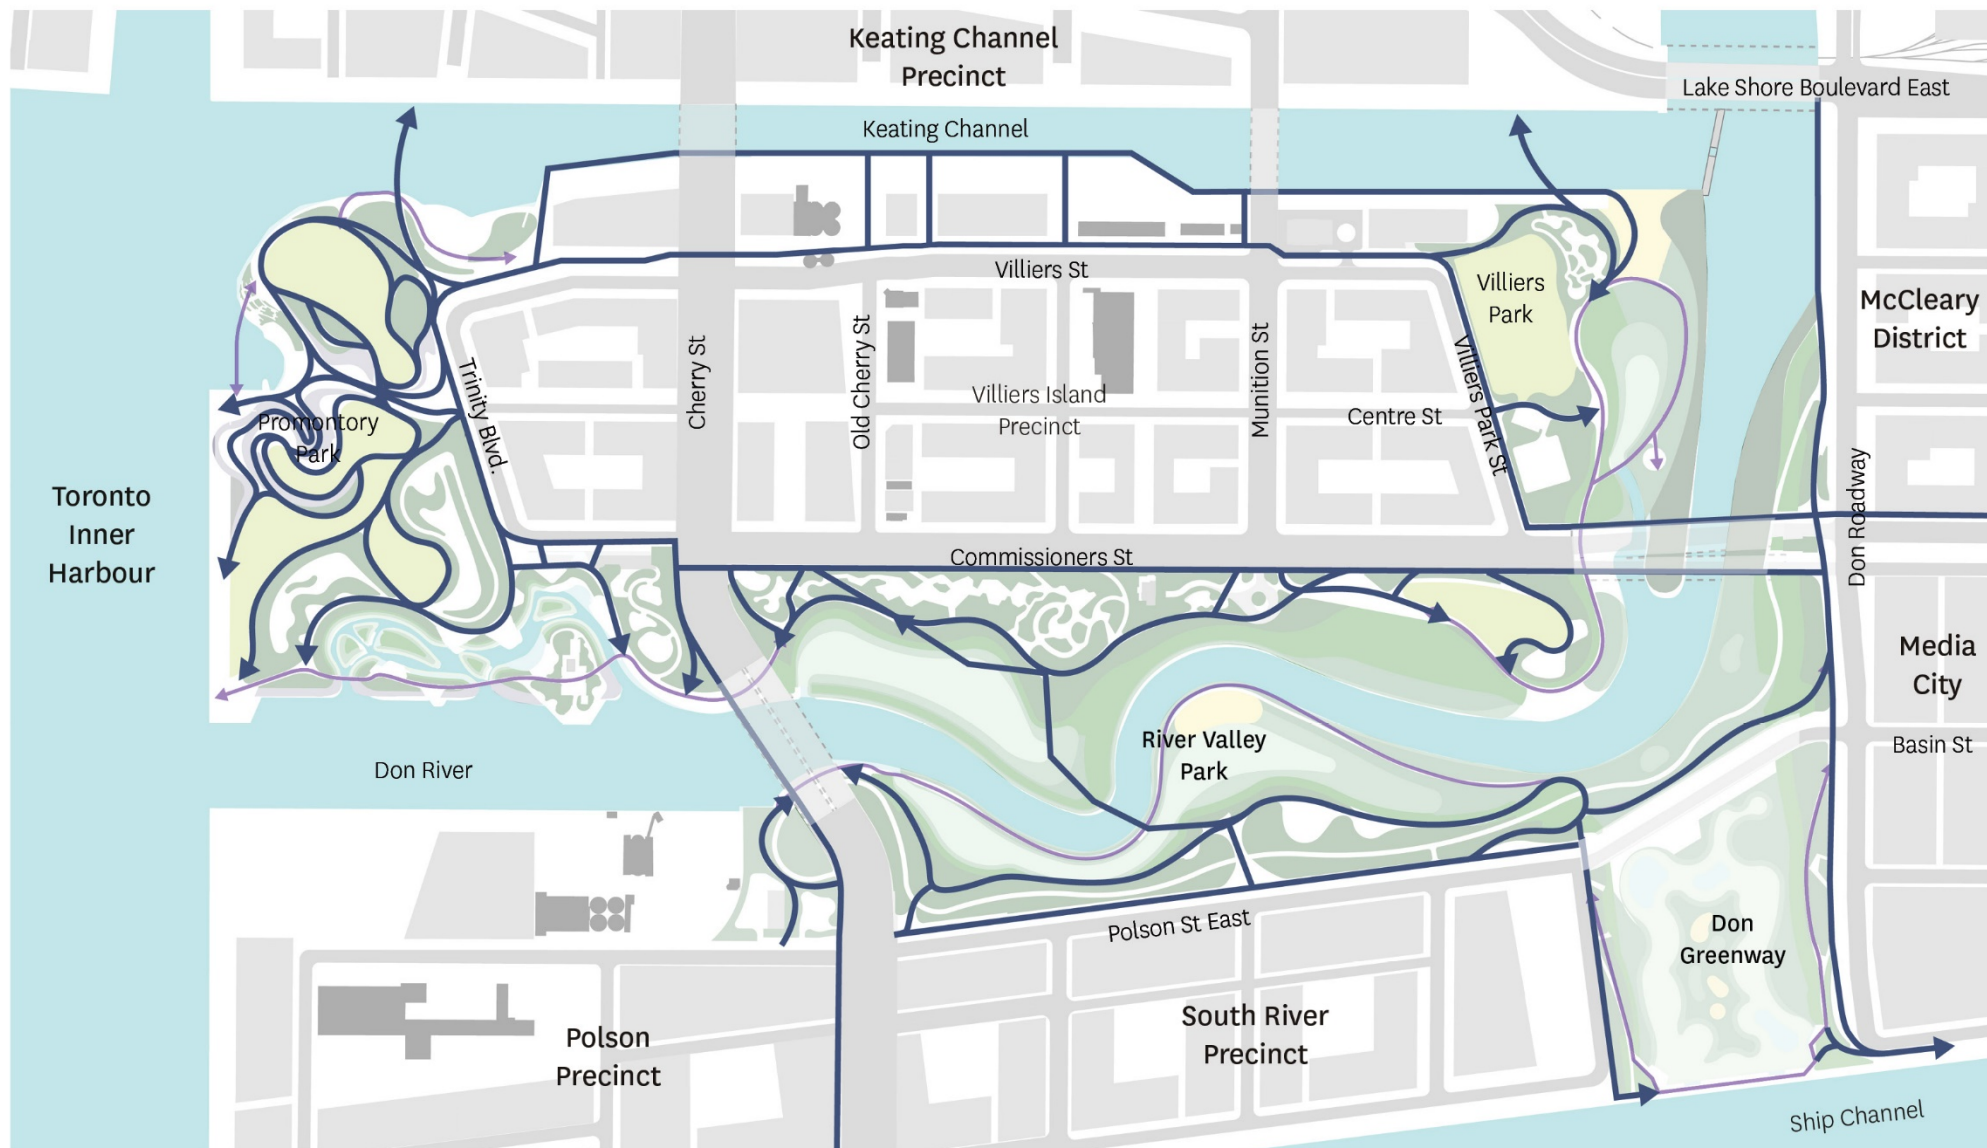 Keating Channel
Precinct
Lake Shore Boulevard East
Keating Channel
Villiers St
Villiers
Park
McCleary
District
Trinity Blvd.
Cherry St
Old Cherry St
Villiers Island
Precinct
Munition St
Centre St
Villiers Park St
Promontory
Park
Don Roadway
Toronto
Inner
Harbour
Commissioners St
Media
City
River Valley
Park
Basin St
Don River
Polson St East
Don
Greenway
South River
Precinct
Polson
Precinct
Ship Channel